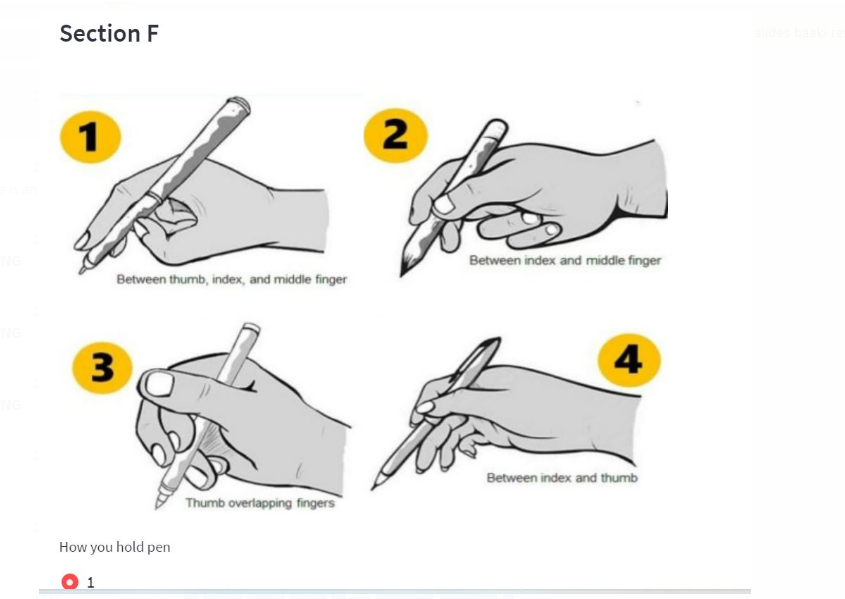 Section F
1
2
Between thumb, index, and middle finger
Between index and middle finger
3
4
Thumb overlapping fingers
Between index and thumb
How you hold pen
1